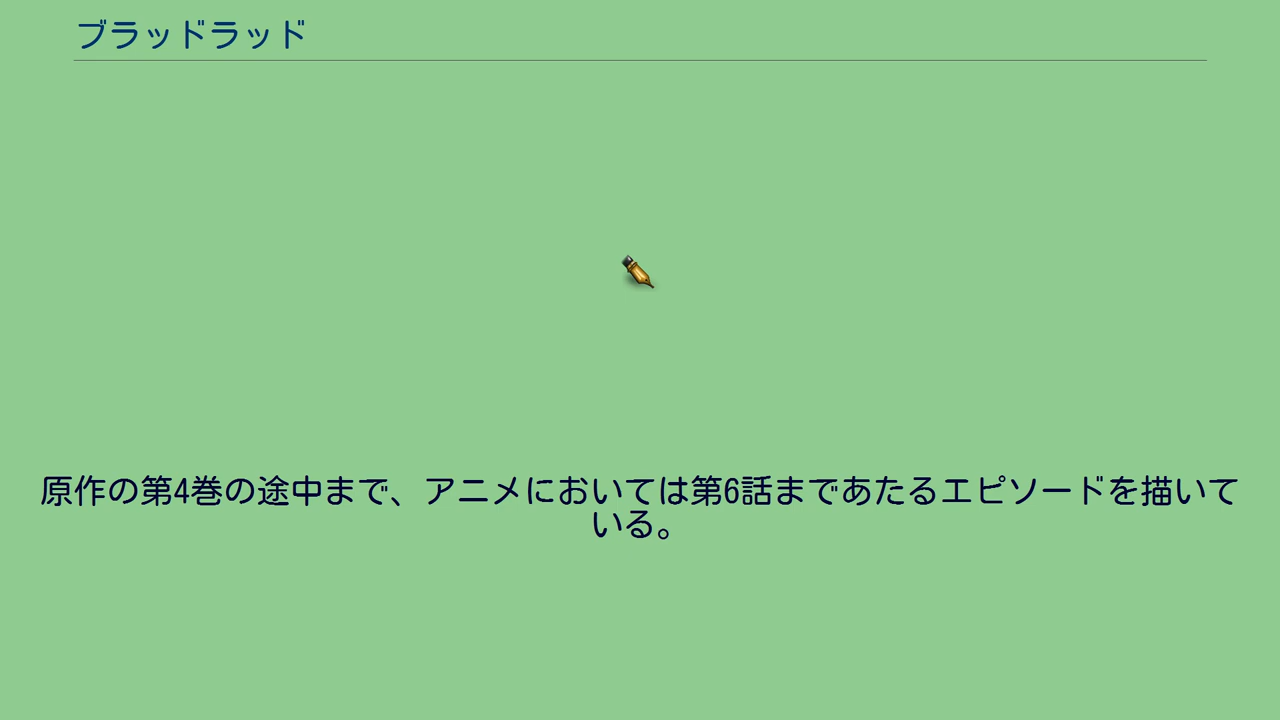 ブラッドラッド
原作の第4巻の途中まで、アニメにおいては第6話まであたるエピソードを描いて
いる。